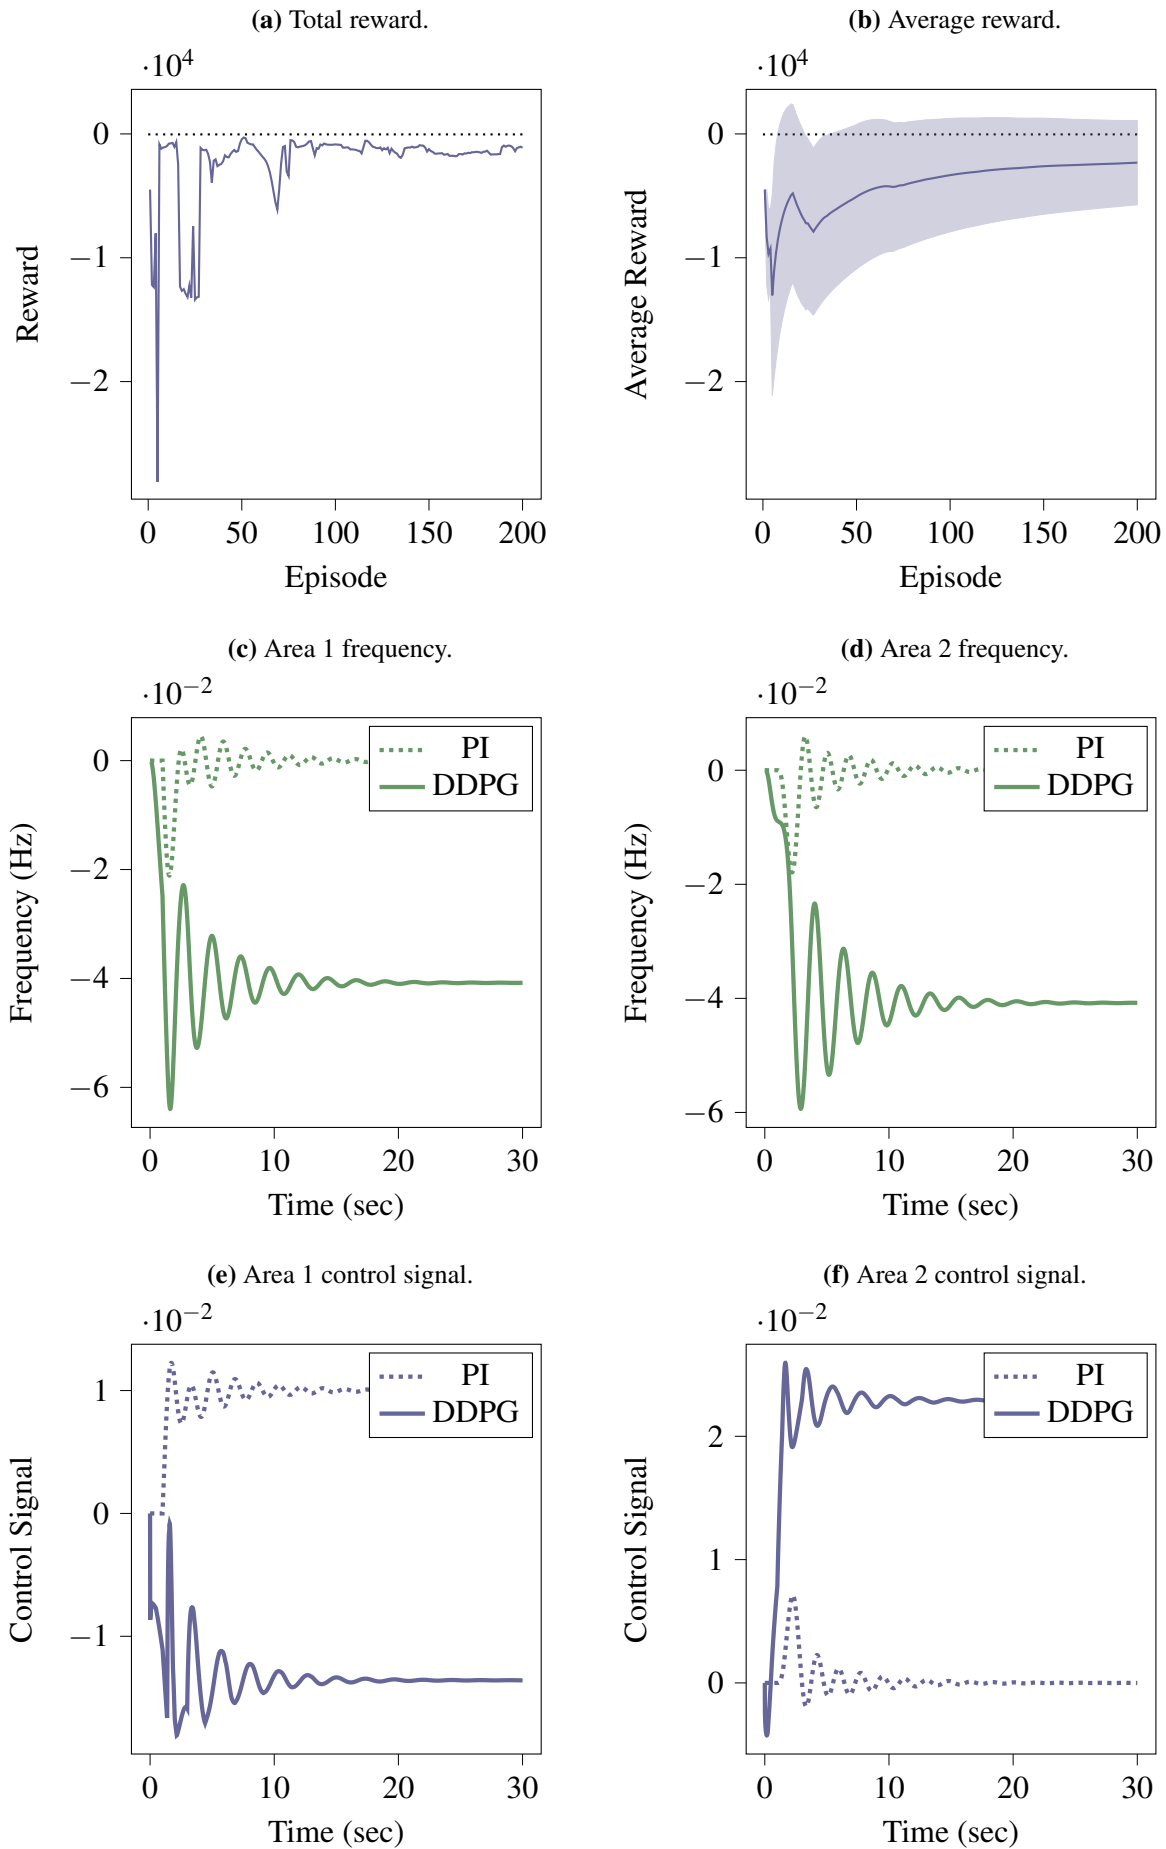 (a) Total reward.
(b) Average reward.
·10⁴
0
−1
−2
Reward
0 50 100 150 200
Episode
·10⁴
0
−1
−2
Average Reward
0 50 100 150 200
Episode
(c) Area 1 frequency.
(d) Area 2 frequency.
·10⁻²
0
−2
−4
−6
Frequency (Hz)
PI
DDPG
0 10 20 30
Time (sec)
·10⁻²
0
−2
−4
−6
Frequency (Hz)
PI
DDPG
0 10 20 30
Time (sec)
(e) Area 1 control signal.
(f) Area 2 control signal.
·10⁻²
1
0
−1
Control Signal
PI
DDPG
0 10 20 30
Time (sec)
·10⁻²
2
1
0
Control Signal
PI
DDPG
0 10 20 30
Time (sec)